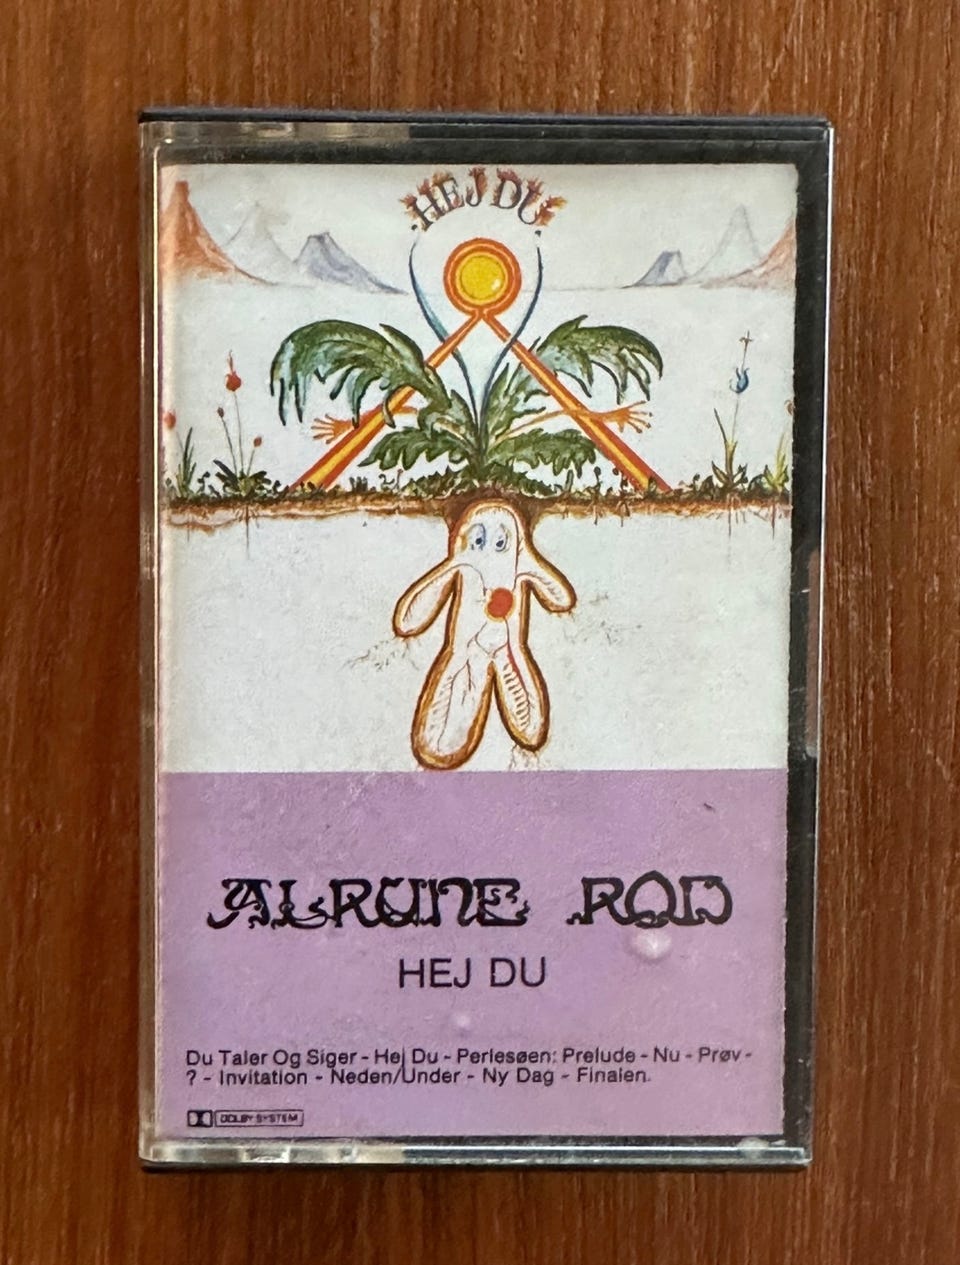 HEJ DU
ALRUNE ROD
HEJ DU
Du Taler Og Siger - Hej Du - Perlesøen: Prelude - Nu - Prøv -
? - Invitation - Neden/Under - Ny Dag - Finalen.
DOLBY SYSTEM